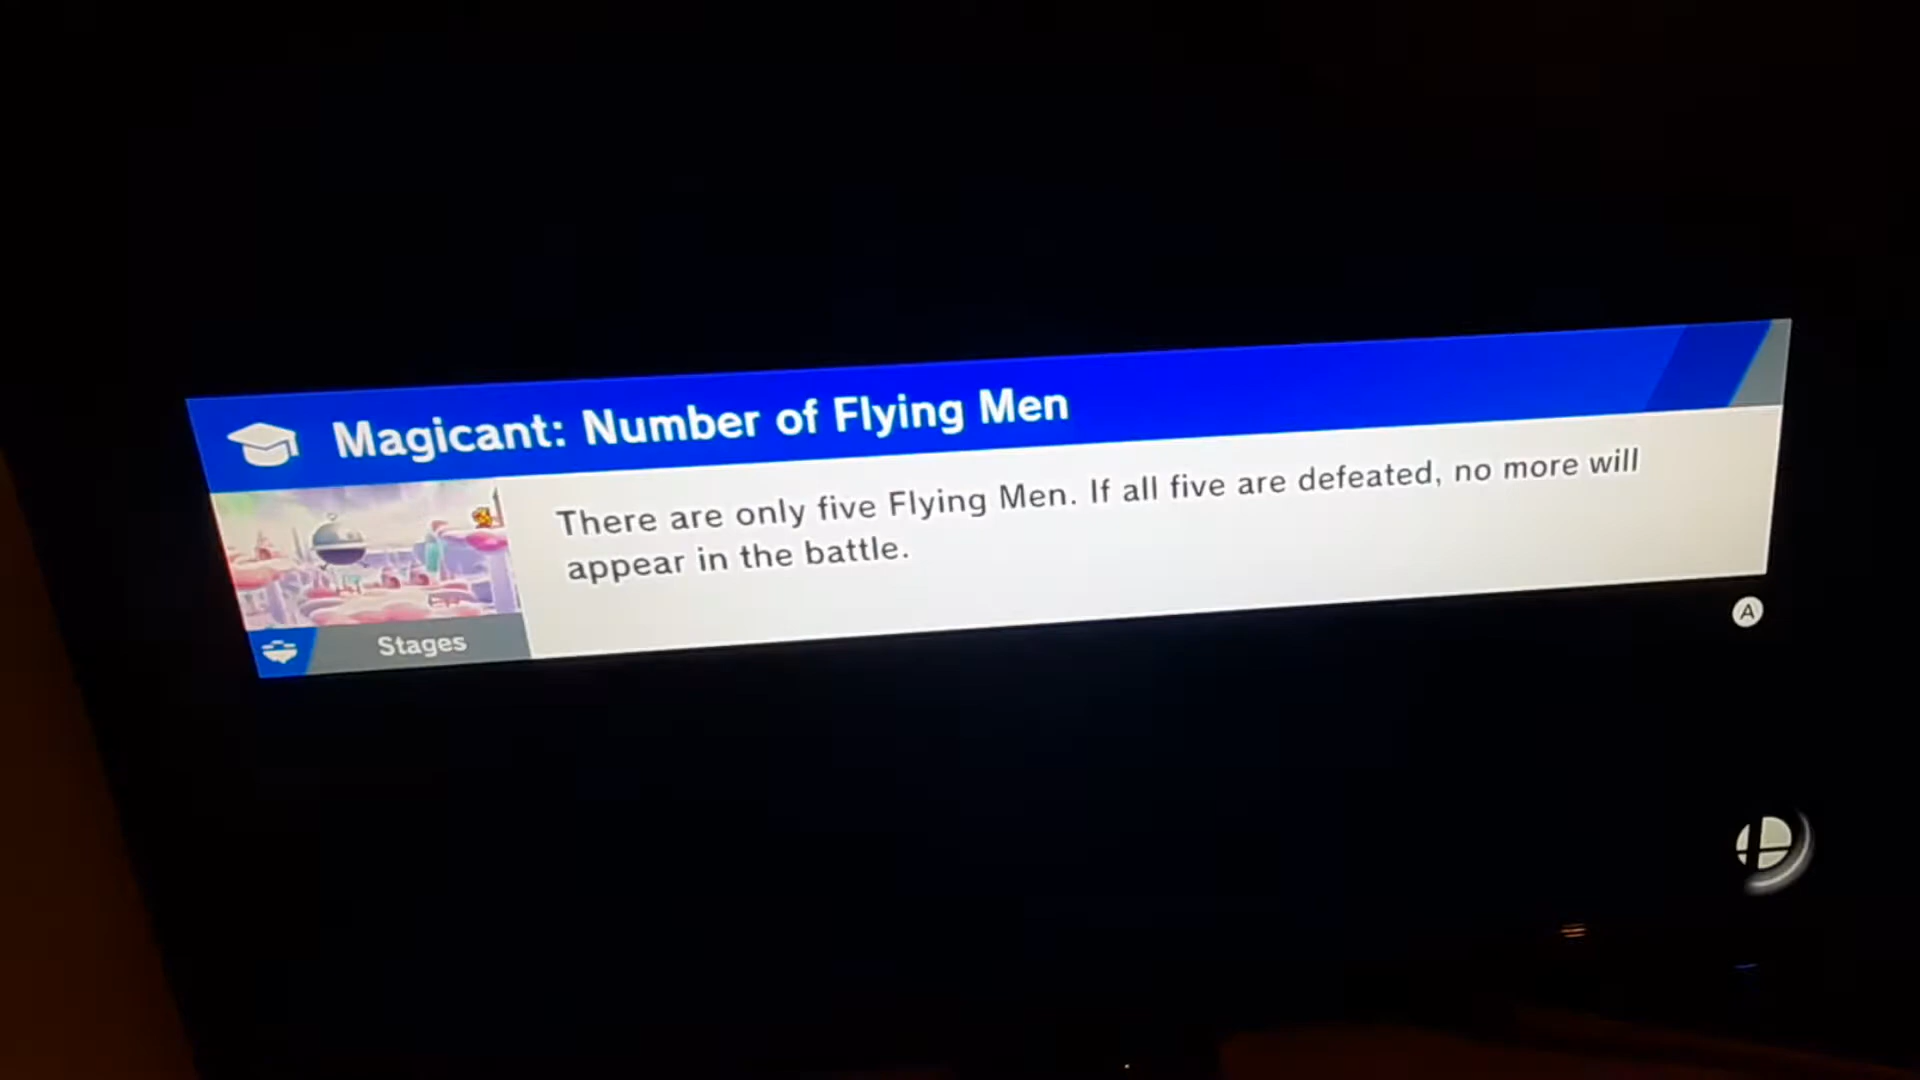 Magicant: Number of Flying Men
There are only five Flying Men. If all five are defeated, no more will
appear in the battle.
Stages
A